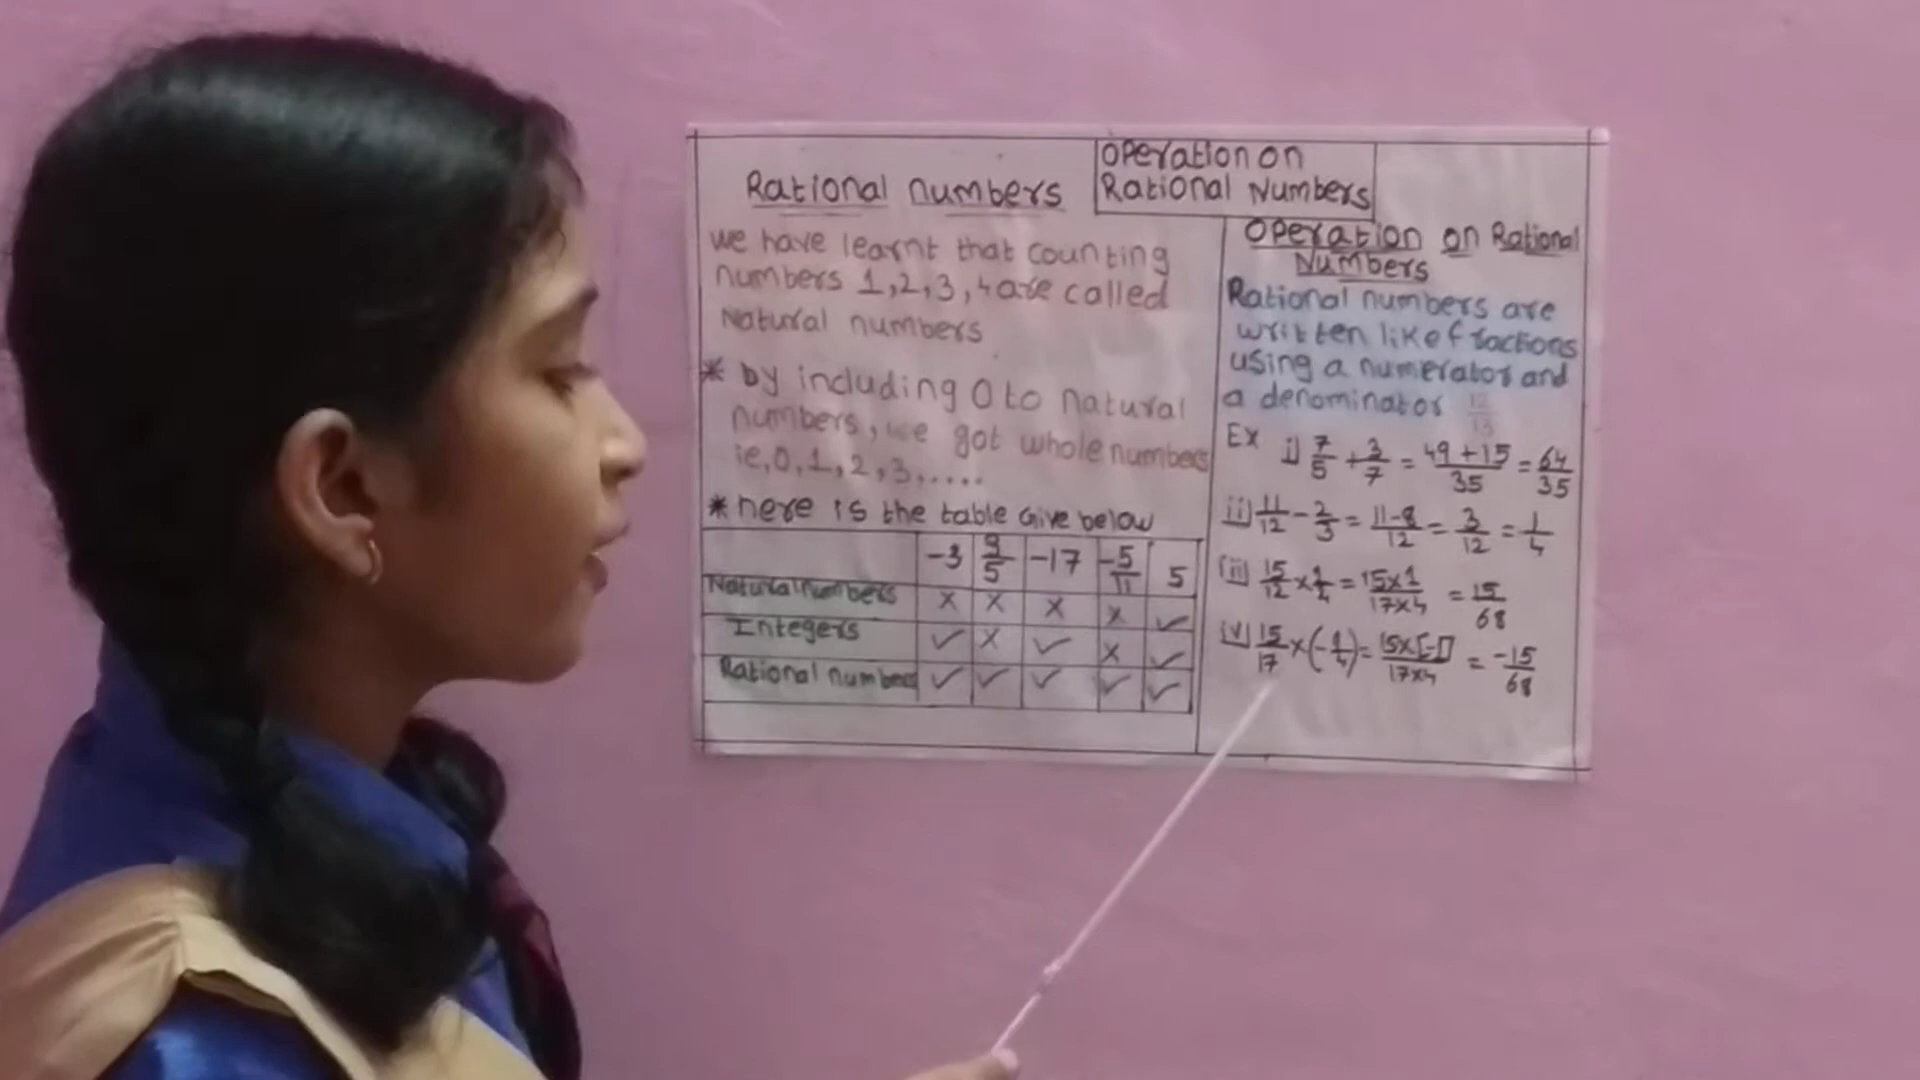 Operation on
Rational Numbers
Rational numbers
we have learnt that counting
numbers 1,2,3,4 are called
Natural numbers
* by including 0 to natural
numbers, we got whole numbers
ie,0,1,2,3,....
* here is the table Give below
-3 9/5 -17 -5/11 5
Natural numbers × × × × ✓
Integers ✓ × ✓ × ✓
Rational numbers ✓ ✓ ✓ ✓ ✓
Operation on Rational
Numbers
Rational numbers are
written like fractions
using a numerator and
a denominator 12/13
Ex i) 7/5 + 3/7 = 49+15/35 = 64/35
ii) 11/12 - 2/3 = 11-8/12 = 3/12 = 1/4
iii) 15/12 × 1/4 = 15×1/17×4 = 15/68
iv) 15/17 × (-1/4) = 15×[-1]/17×4 = -15/68